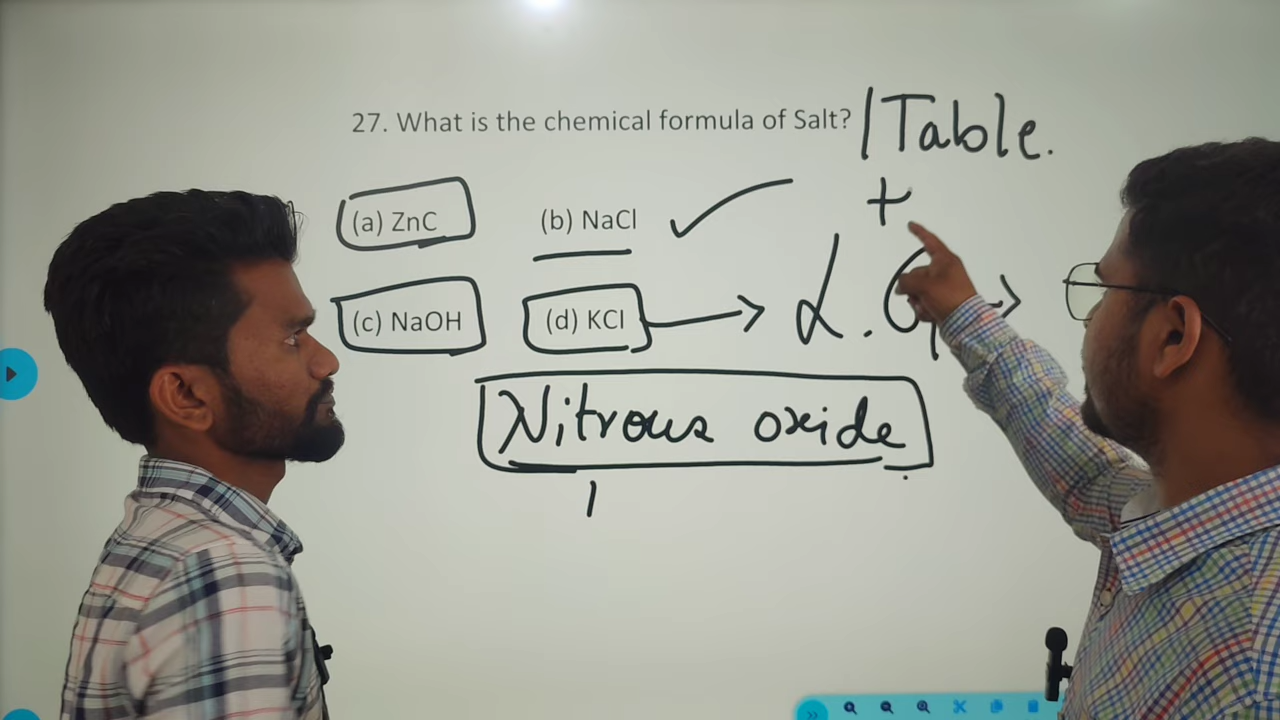 27. What is the chemical formula of Salt? / Table.
(a) ZnC (b) NaCl ✓ +
(c) NaOH (d) KCl → L.G →
Nitrous oxide